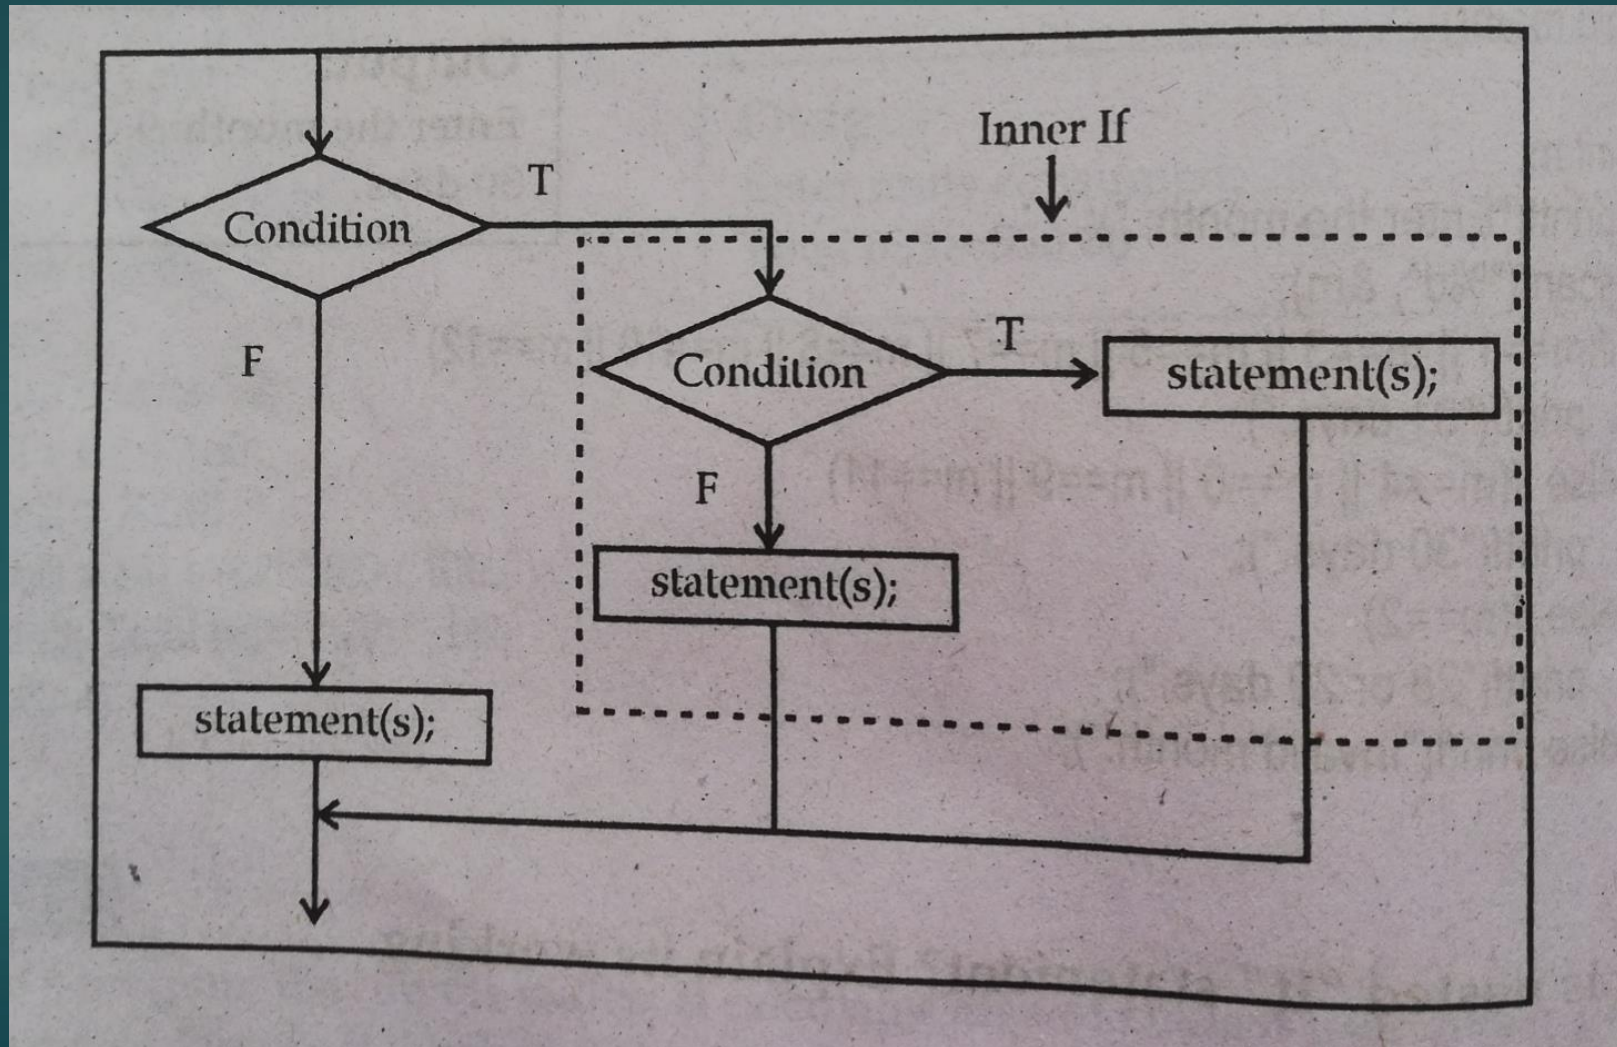 Inner If
T
Condition
F
T
Condition
statement(s);
F
statement(s);
statement(s);